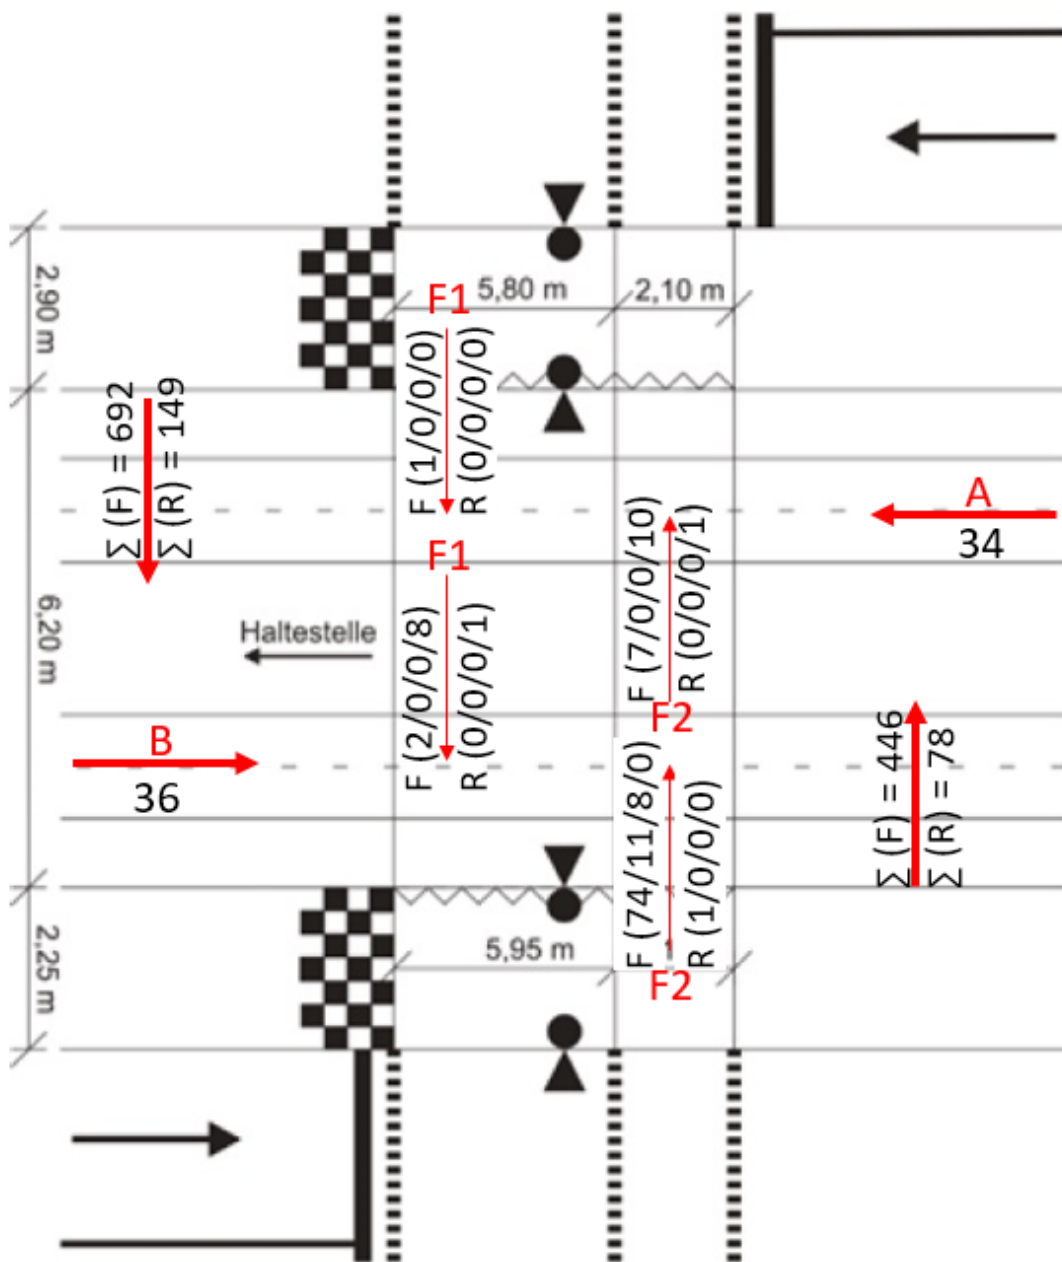 5,80 m
2,10 m
F1
2,90 m
F (1/0/0/0)
R (0/0/0/0)
∑ (F) = 692
∑ (R) = 149
A
34
F1
F (7/0/0/10)
R (0/0/0/1)
6,20 m
Haltestelle
F (2/0/0/8)
R (0/0/0/1)
F2
B
36
F (74/11/8/0)
R (1/0/0/0)
∑ (F) = 446
∑ (R) = 78
2,25 m
5,95 m
F2